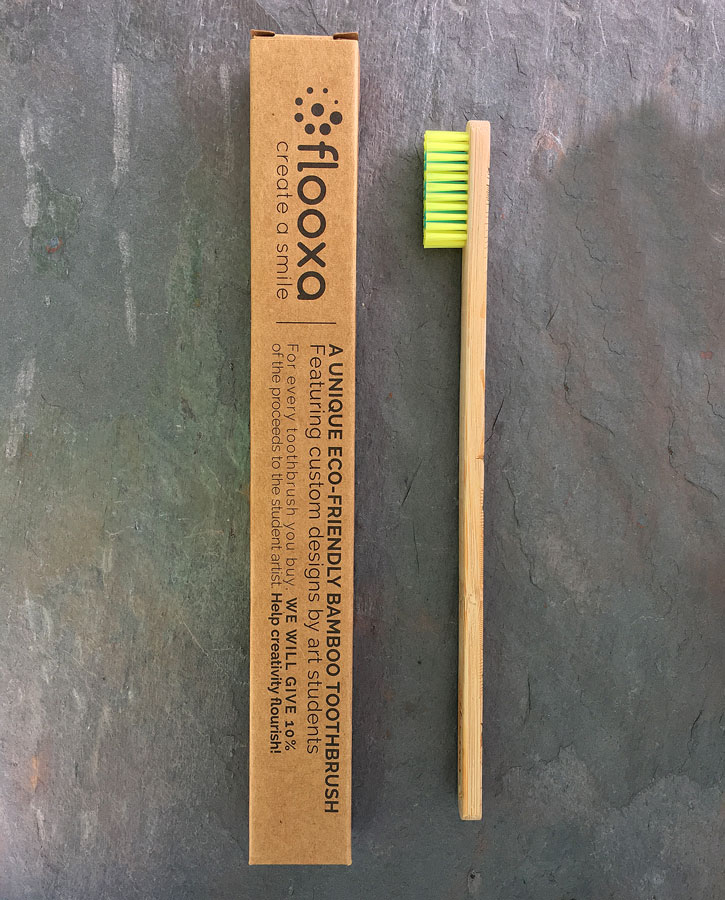 flooxa
create a smile
A UNIQUE ECO-FRIENDLY BAMBOO TOOTHBRUSH
Featuring custom designs by art students
For every toothbrush you buy, WE WILL GIVE 10%
of the proceeds to the student artist. Help creativity flourish!